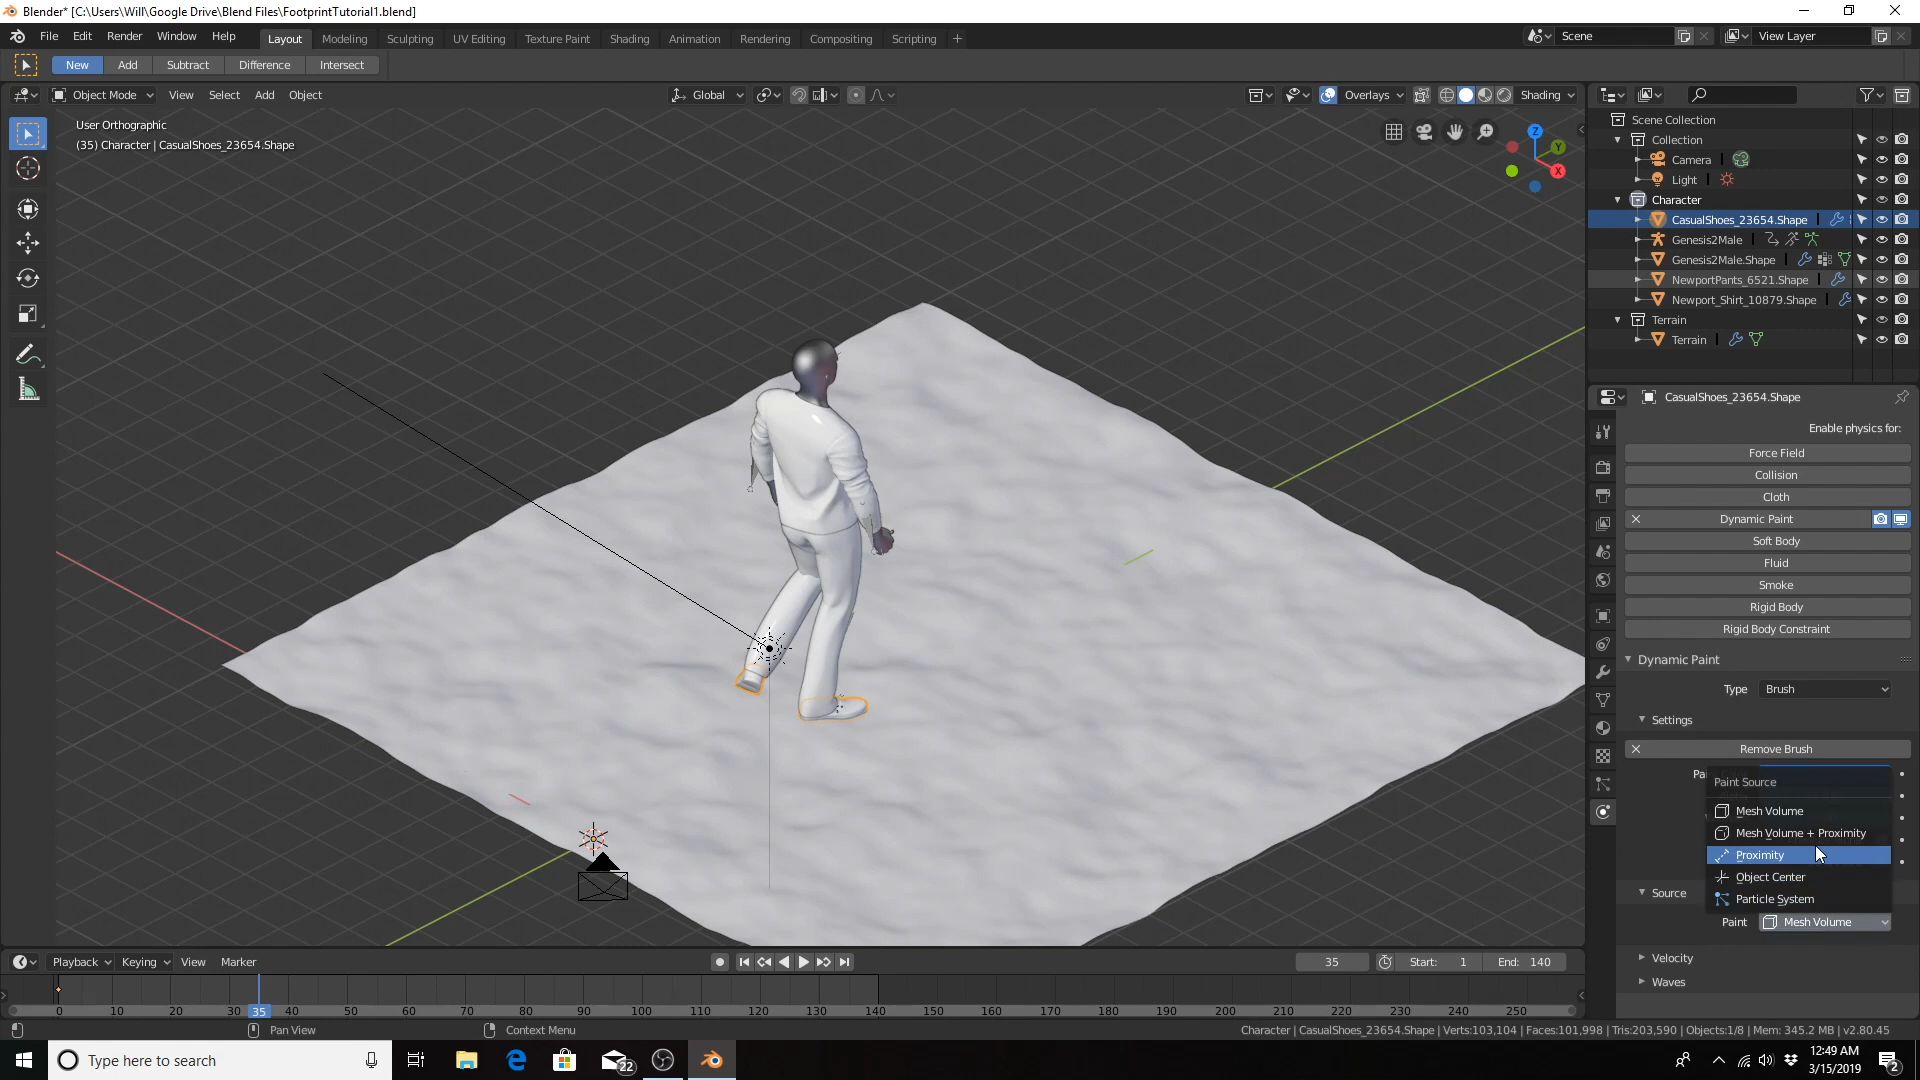 Blender* [C:\Users\Will\Google Drive\Blend Files\FootprintTutorial1.blend]
File Edit Render Window Help Layout Modeling Sculpting UV Editing Texture Paint Shading Animation Rendering Compositing Scripting + Scene View Layer
New Add Subtract Difference Intersect
Object Mode View Select Add Object Global Overlays Shading
User Orthographic
(35) Character | CasualShoes_23654.Shape
Z
Y
X
Scene Collection
Collection
Camera
Light
Character
CasualShoes_23654.Shape
Genesis2Male
Genesis2Male.Shape
NewportPants_6521.Shape
Newport_Shirt_10879.Shape
Terrain
Terrain
CasualShoes_23654.Shape
Enable physics for:
Force Field
Collision
Cloth
Dynamic Paint
Soft Body
Fluid
Smoke
Rigid Body
Rigid Body Constraint
Dynamic Paint
Type Brush
Settings
Remove Brush
Paint Source
Mesh Volume
Mesh Volume + Proximity
Proximity
Object Center
Particle System
Source
Paint Mesh Volume
Velocity
Waves
Playback Keying View Marker 35 Start: 1 End: 140
0 10 20 30 35 40 50 60 70 80 90 100 110 120 130 140 150 160 170 180 190 200 210 220 230 240 250
Pan View Context Menu Character | CasualShoes_23654.Shape | Verts:103,104 | Faces:101,998 | Tris:203,590 | Objects:1/8 | Mem: 345.2 MB | v2.80.45
Type here to search 22 12:49 AM
3/15/2019 2